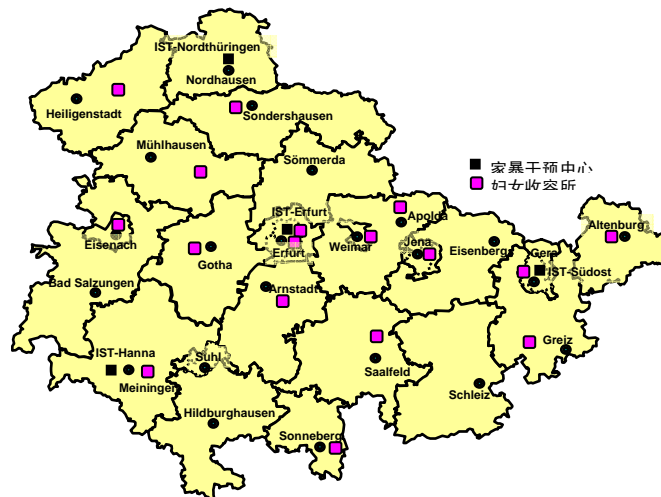 IST-Nordthüringen
Nordhausen
Heiligenstadt
Sondershausen
Mühlhausen
Sömmerda
■ 家暴干预中心
妇女收容所
IST-Erfurt
Apolda
Altenburg
Eisenach
Erfurt
Weimar
Jena
Eisenberg
Gera
Gotha
IST-Südost
Bad Salzungen
Arnstadt
IST-Hanna
Suhl
Greiz
Meiningen
Saalfeld
Schleiz
Hildburghausen
Sonneberg